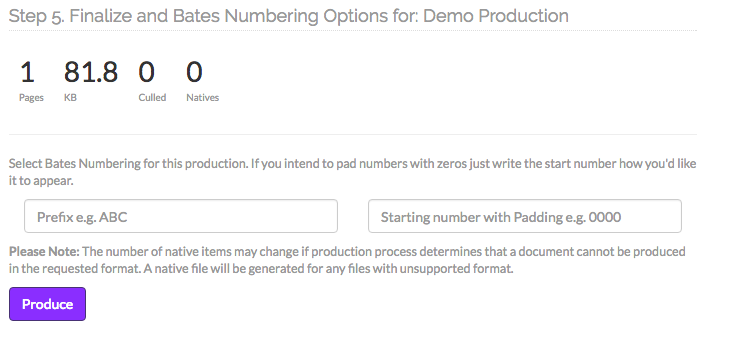 Step 5. Finalize and Bates Numbering Options for: Demo Production
1 81.8 0 0
Pages KB Culled Natives
Select Bates Numbering for this production. If you intend to pad numbers with zeros just write the start number how you'd like
it to appear.
Prefix e.g. ABC Starting number with Padding e.g. 0000
Please Note: The number of native items may change if production process determines that a document cannot be produced
in the requested format. A native file will be generated for any files with unsupported format.
Produce